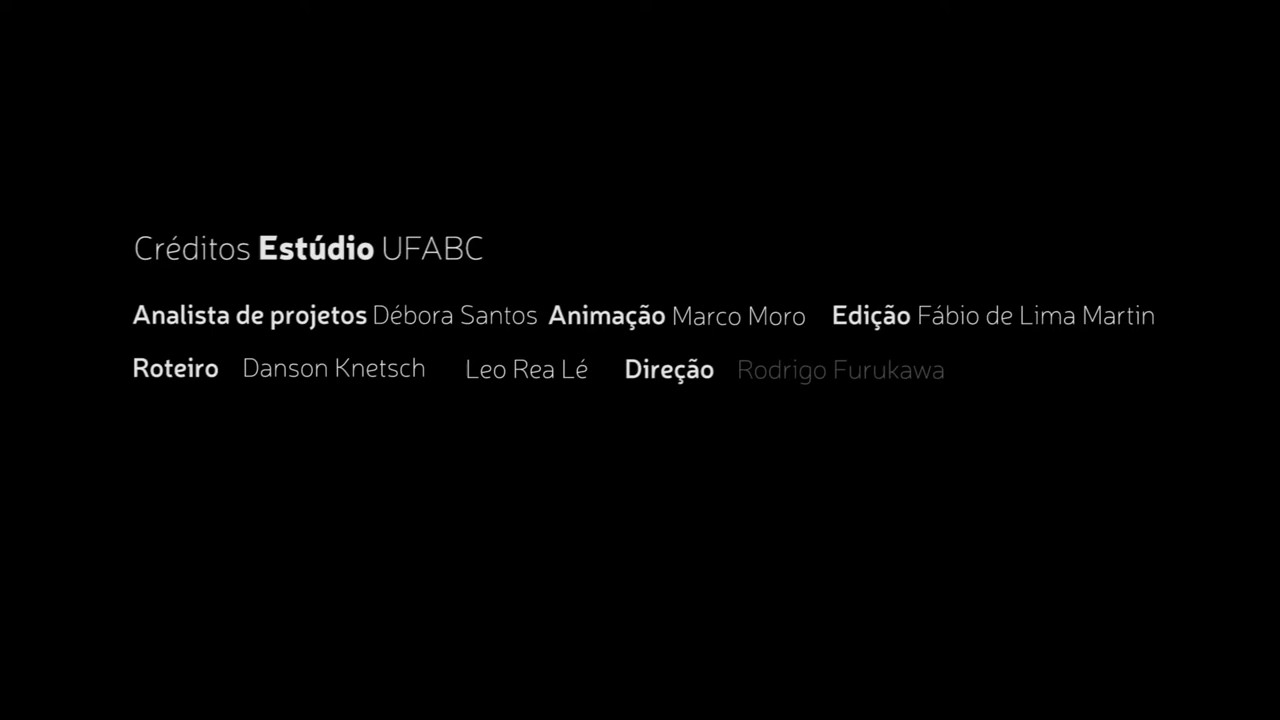 Créditos Estúdio UFABC
Analista de projetos Débora Santos Animação Marco Moro Edição Fábio de Lima Martin
Roteiro Danson Knetsch Leo Rea Lé Direção Rodrigo Furukawa